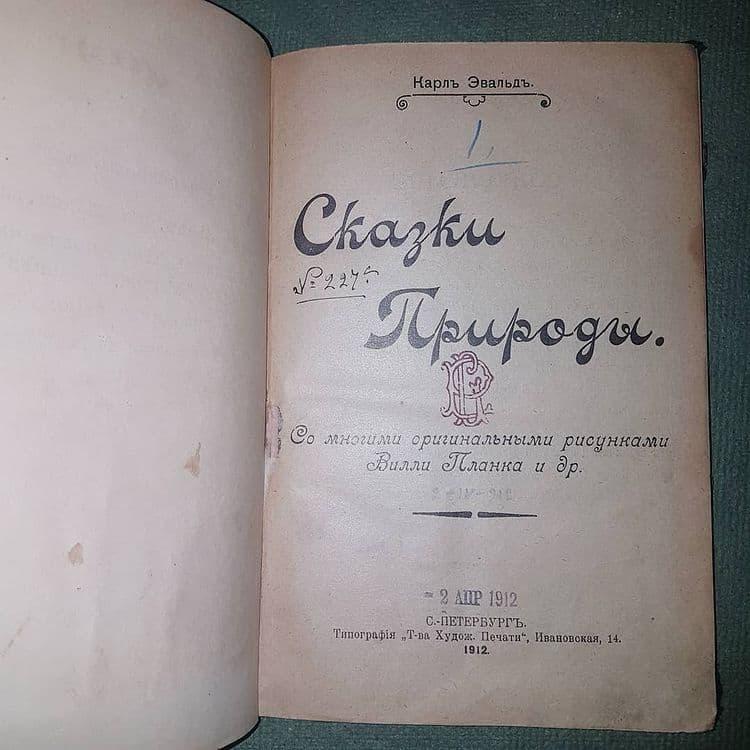 Карлъ Эвальдъ.
1,
Сказки
№ 227.
Природы.
Со многими оригинальными рисунками
Вилли Планка и др.
= 2 АПР 1912
С.-ПЕТЕРБУРГЪ.
Типографія „Т-ва Худож. Печати“, Ивановская, 14.
1912.